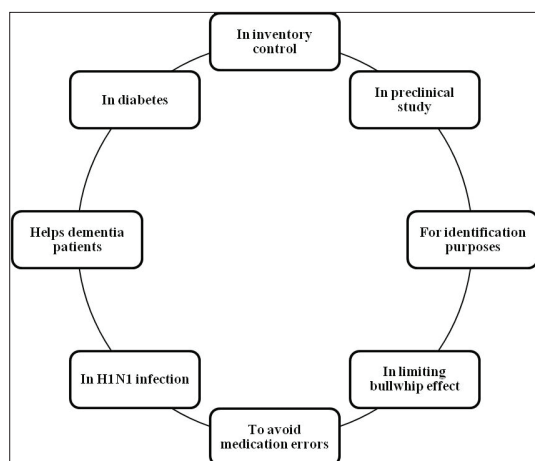 In inventory
control
In preclinical
study
For identification
purposes
In limiting
bullwhip effect
To avoid
medication errors
In H1N1 infection
Helps dementia
patients
In diabetes